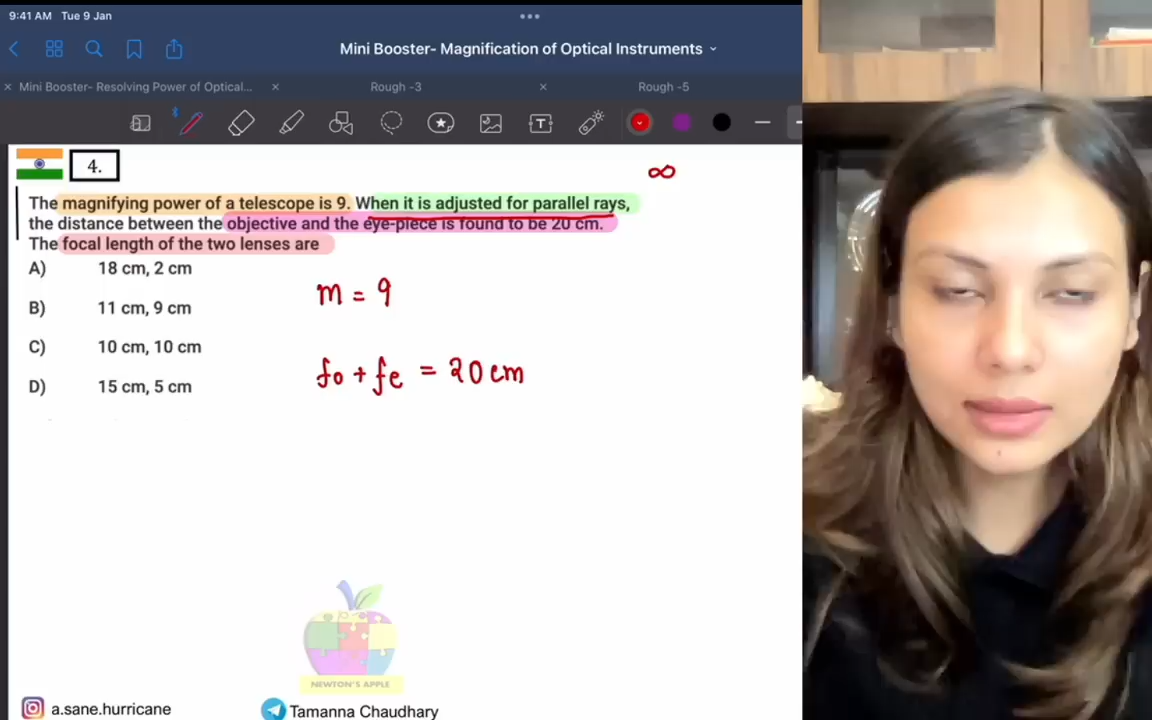 9:41 AM Tue 9 Jan
Mini Booster- Magnification of Optical Instruments
Mini Booster- Resolving Power of Optical...
Rough -3
Rough -5
4.
∞
The magnifying power of a telescope is 9. When it is adjusted for parallel rays,
the distance between the objective and the eye-piece is found to be 20 cm.
The focal length of the two lenses are
A) 18 cm, 2 cm
B) 11 cm, 9 cm
C) 10 cm, 10 cm
D) 15 cm, 5 cm
m = 9
fo + fe = 20 cm
NEWTON'S APPLE
a.sane.hurricane
Tamanna Chaudhary